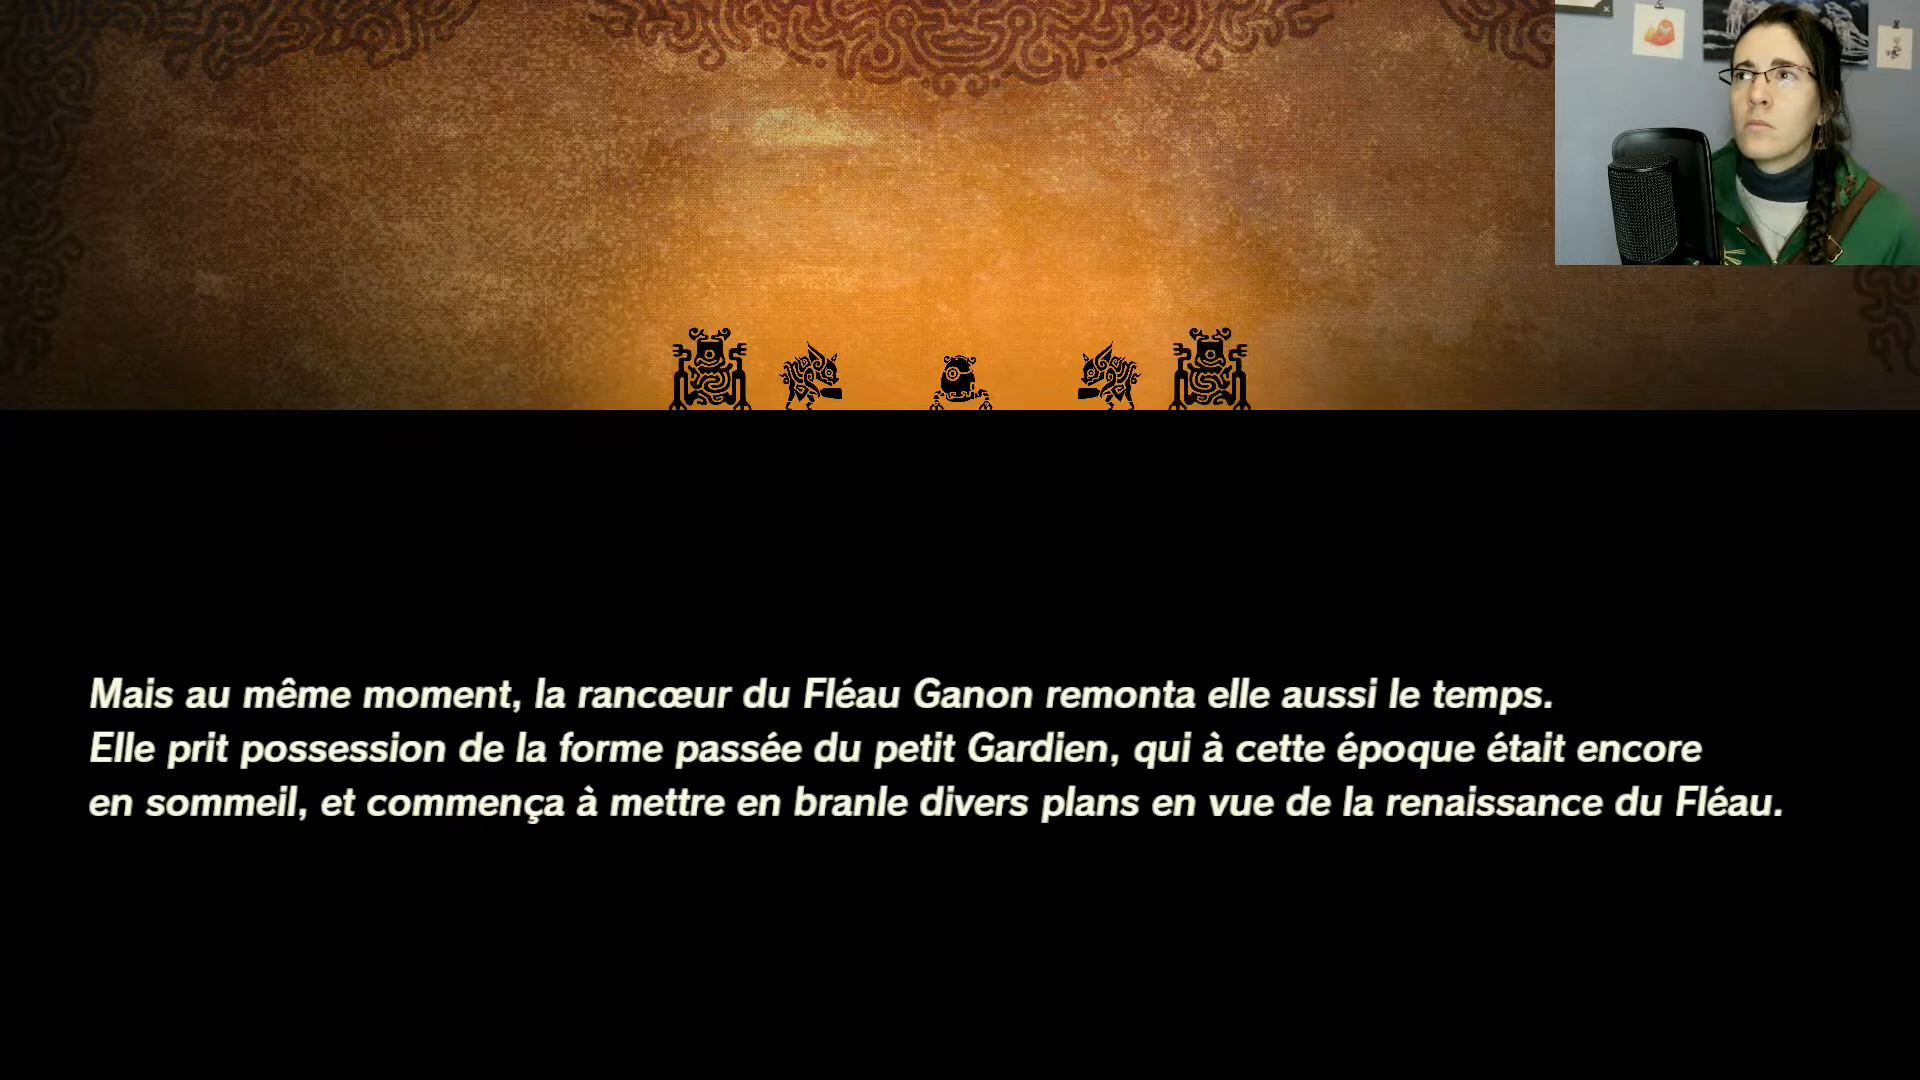 Mais au même moment, la rancœur du Fléau Ganon remonta elle aussi le temps.
Elle prit possession de la forme passée du petit Gardien, qui à cette époque était encore
en sommeil, et commença à mettre en branle divers plans en vue de la renaissance du Fléau.